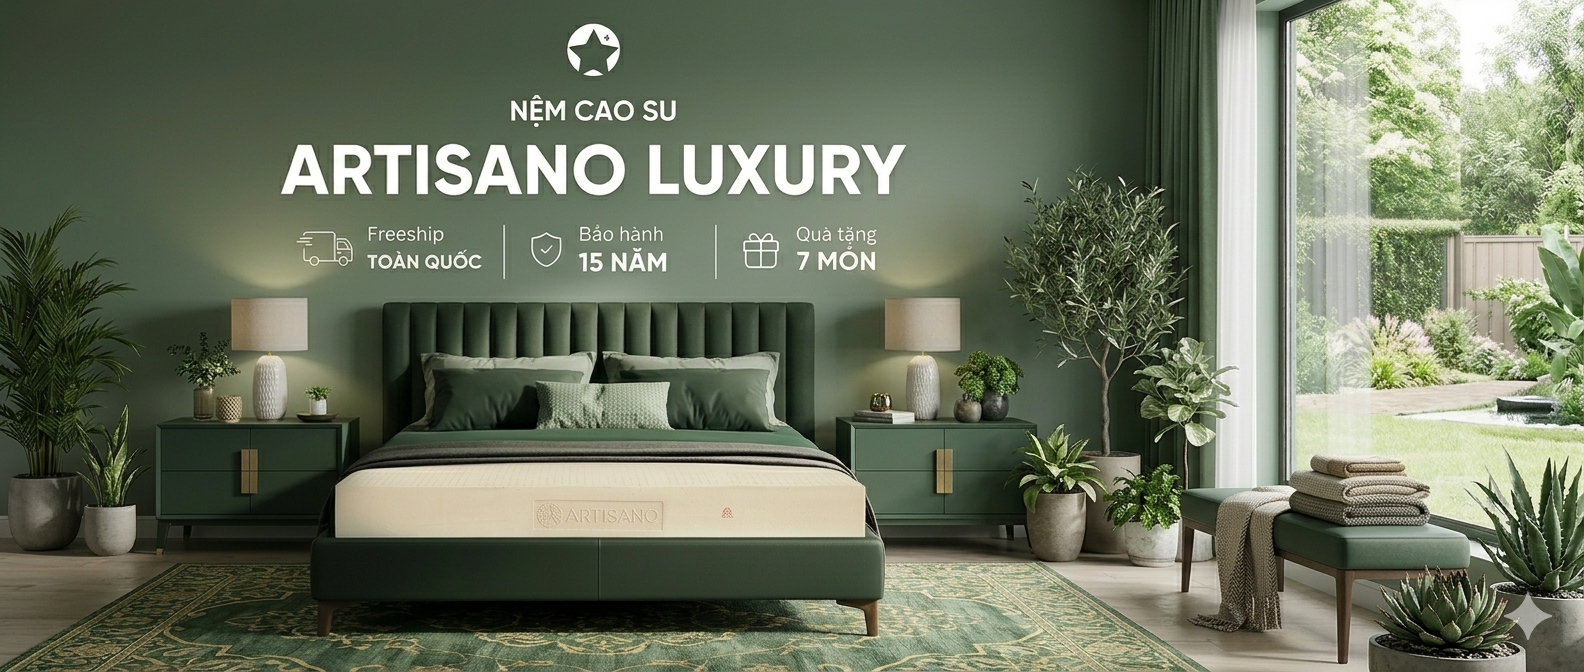 NỆM CAO SU
ARTISANO LUXURY
Freeship
TOÀN QUỐC
Bảo hành
15 NĂM
Quà tặng
7 MÓN
ARTISANO